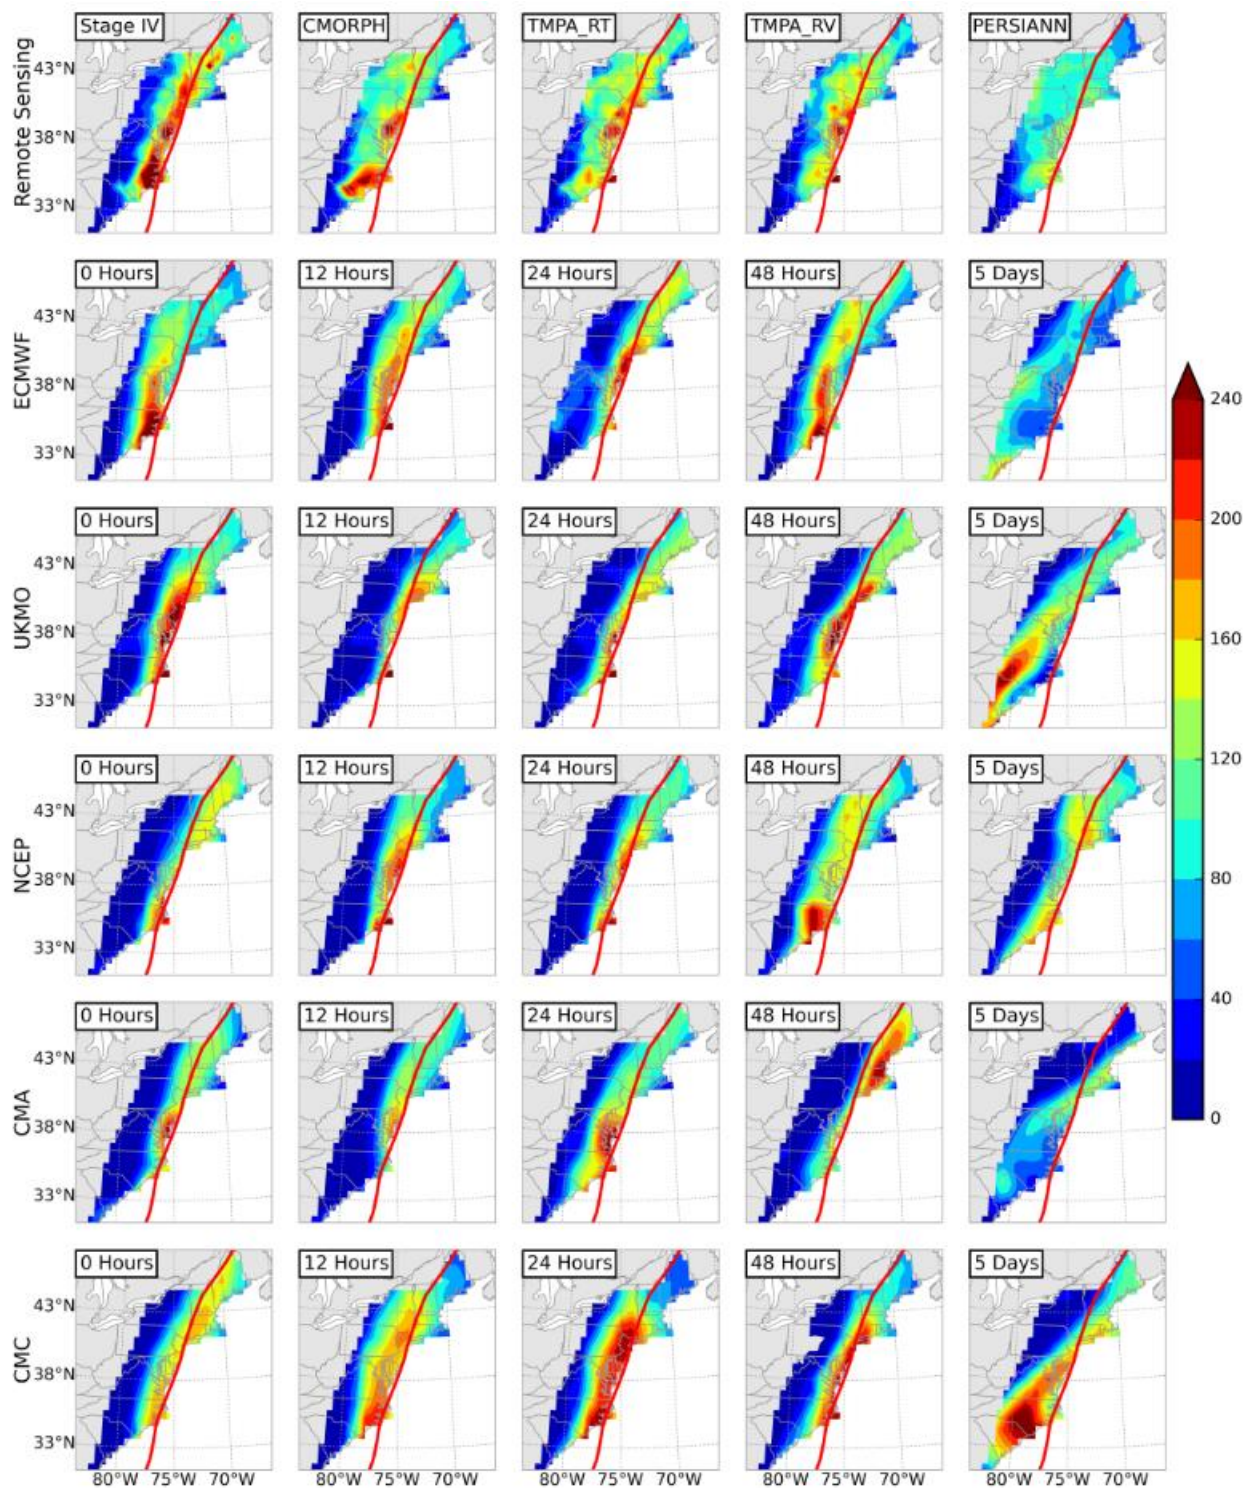 Stage IV CMORPH TMPA_RT TMPA_RV PERSIANN
Remote Sensing
43°N
38°N
33°N
0 Hours 12 Hours 24 Hours 48 Hours 5 Days
ECMWF
43°N
38°N
33°N
0 Hours 12 Hours 24 Hours 48 Hours 5 Days
UKMO
43°N
38°N
33°N
0 Hours 12 Hours 24 Hours 48 Hours 5 Days
NCEP
43°N
38°N
33°N
0 Hours 12 Hours 24 Hours 48 Hours 5 Days
CMA
43°N
38°N
33°N
0 Hours 12 Hours 24 Hours 48 Hours 5 Days
CMC
43°N
38°N
33°N
80°W 75°W 70°W 80°W 75°W 70°W 80°W 75°W 70°W 80°W 75°W 70°W 80°W 75°W 70°W
240
200
160
120
80
40
0